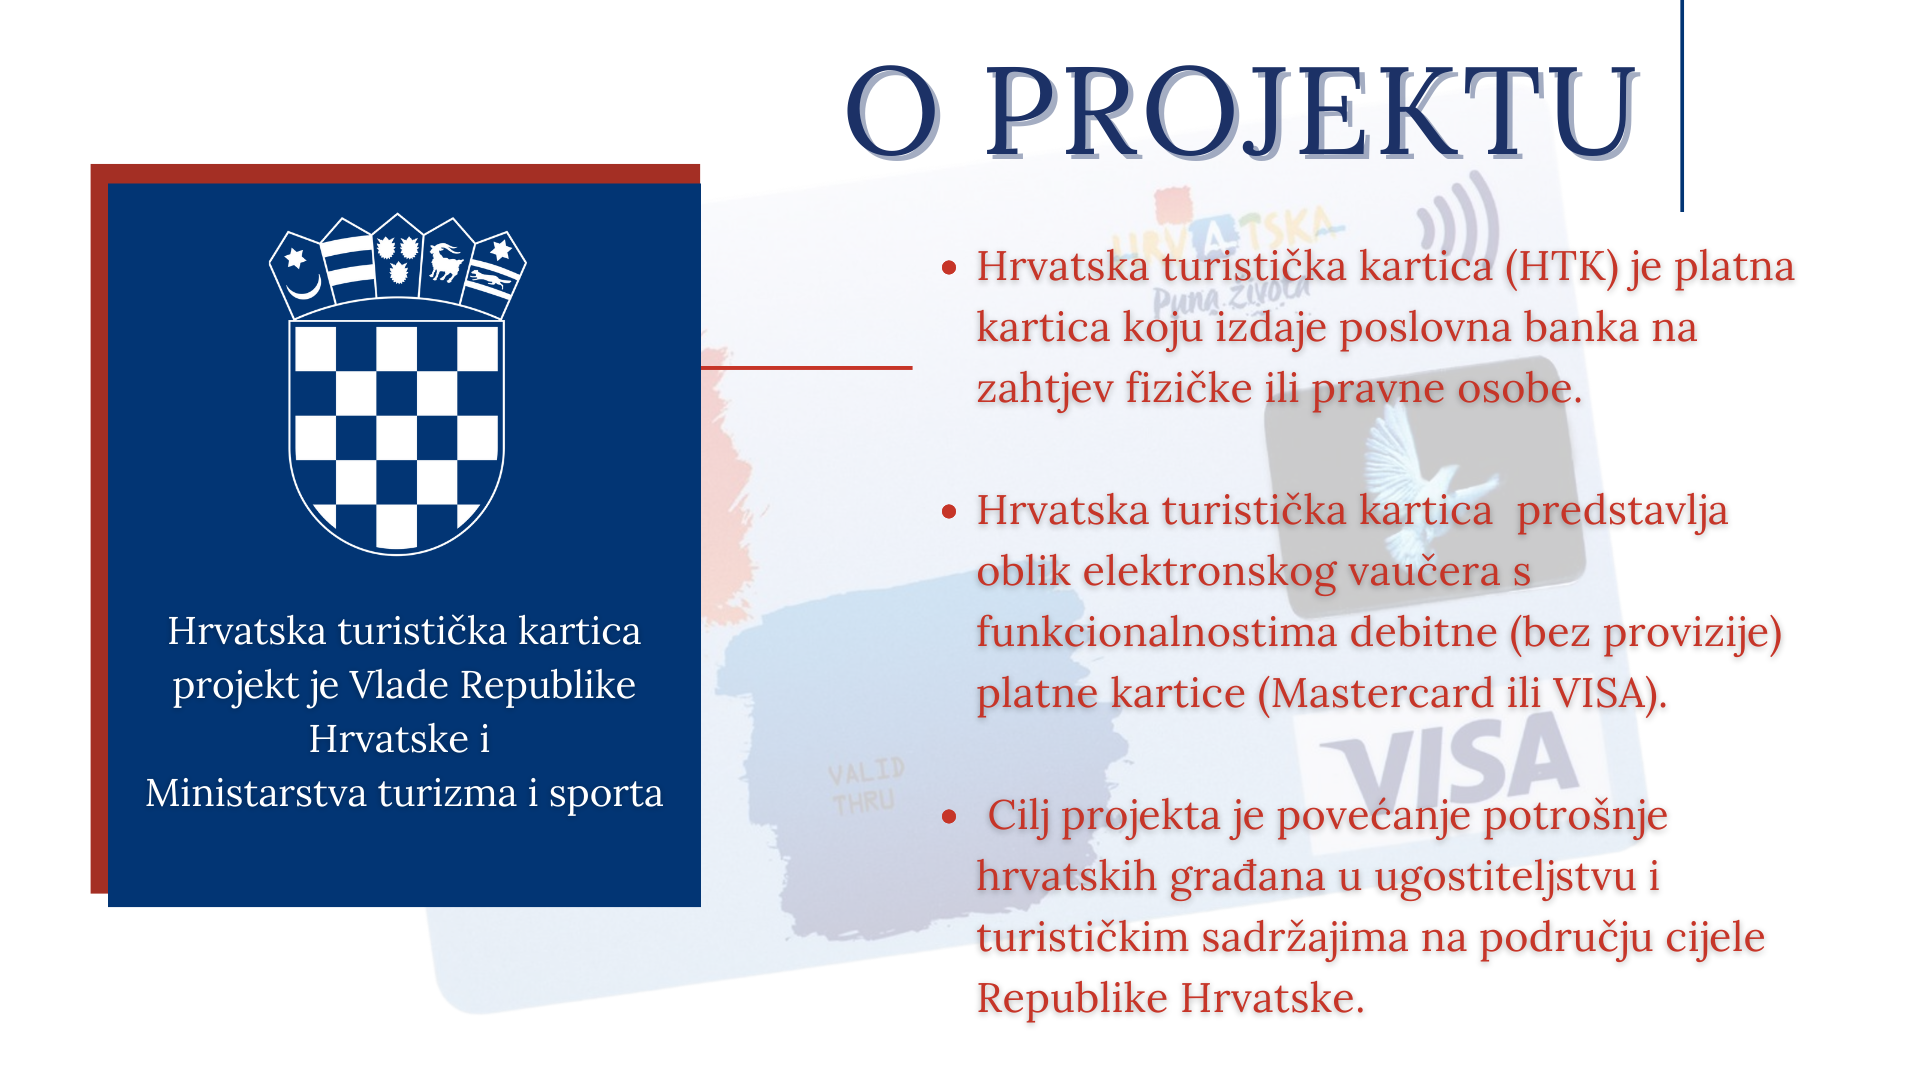 O PROJEKTU
Hrvatska turistička kartica
projekt je Vlade Republike
Hrvatske i
Ministarstva turizma i sporta
• Hrvatska turistička kartica (HTK) je platna
kartica koju izdaje poslovna banka na
zahtjev fizičke ili pravne osobe.
• Hrvatska turistička kartica predstavlja
oblik elektronskog vaučera s
funkcionalnostima debitne (bez provizije)
platne kartice (Mastercard ili VISA).
• Cilj projekta je povećanje potrošnje
hrvatskih građana u ugostiteljstvu i
turističkim sadržajima na području cijele
Republike Hrvatske.
HRVATSKA
Puna života
VALID
THRU
VISA